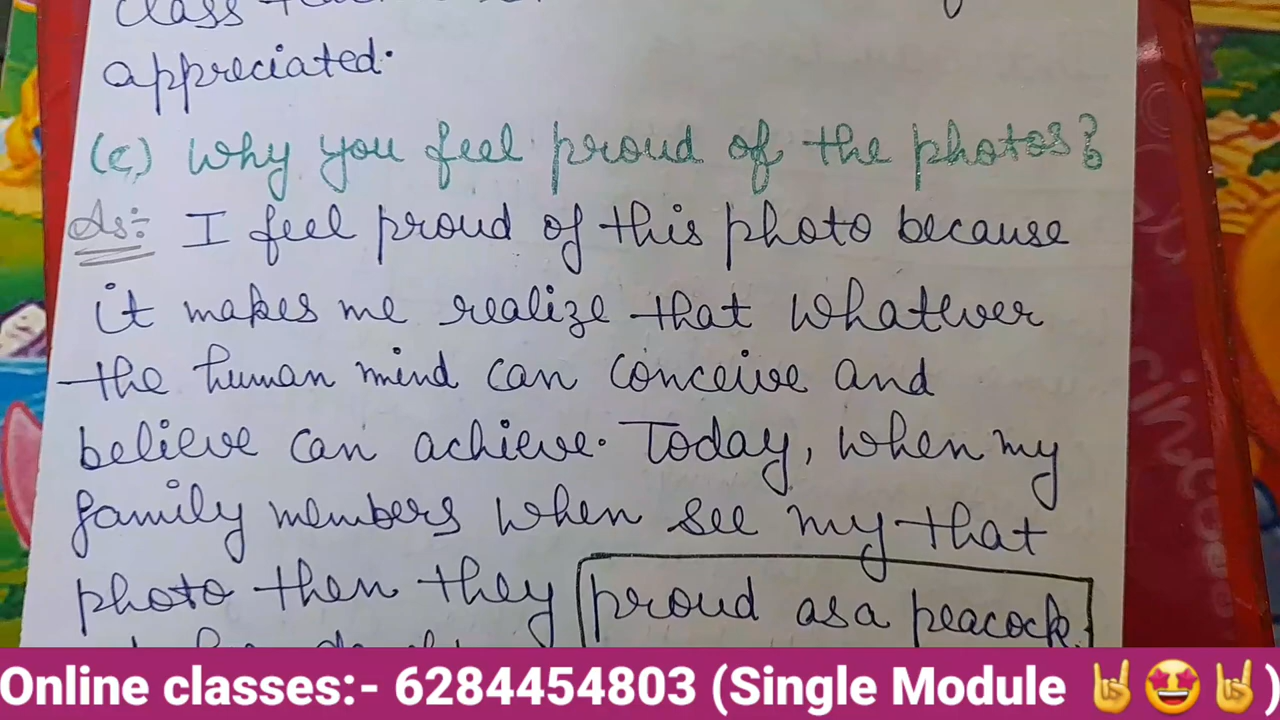 class
appreciated.
(C) Why you feel proud of the photos?
As:- I feel proud of this photo because
it makes me realize that whatever
the human mind can conceive and
believe can achieve. Today, when my
family members when see my that
photo then they proud as a peacock.
Online classes:- 6284454803 (Single Module 🤘🤩🤘)